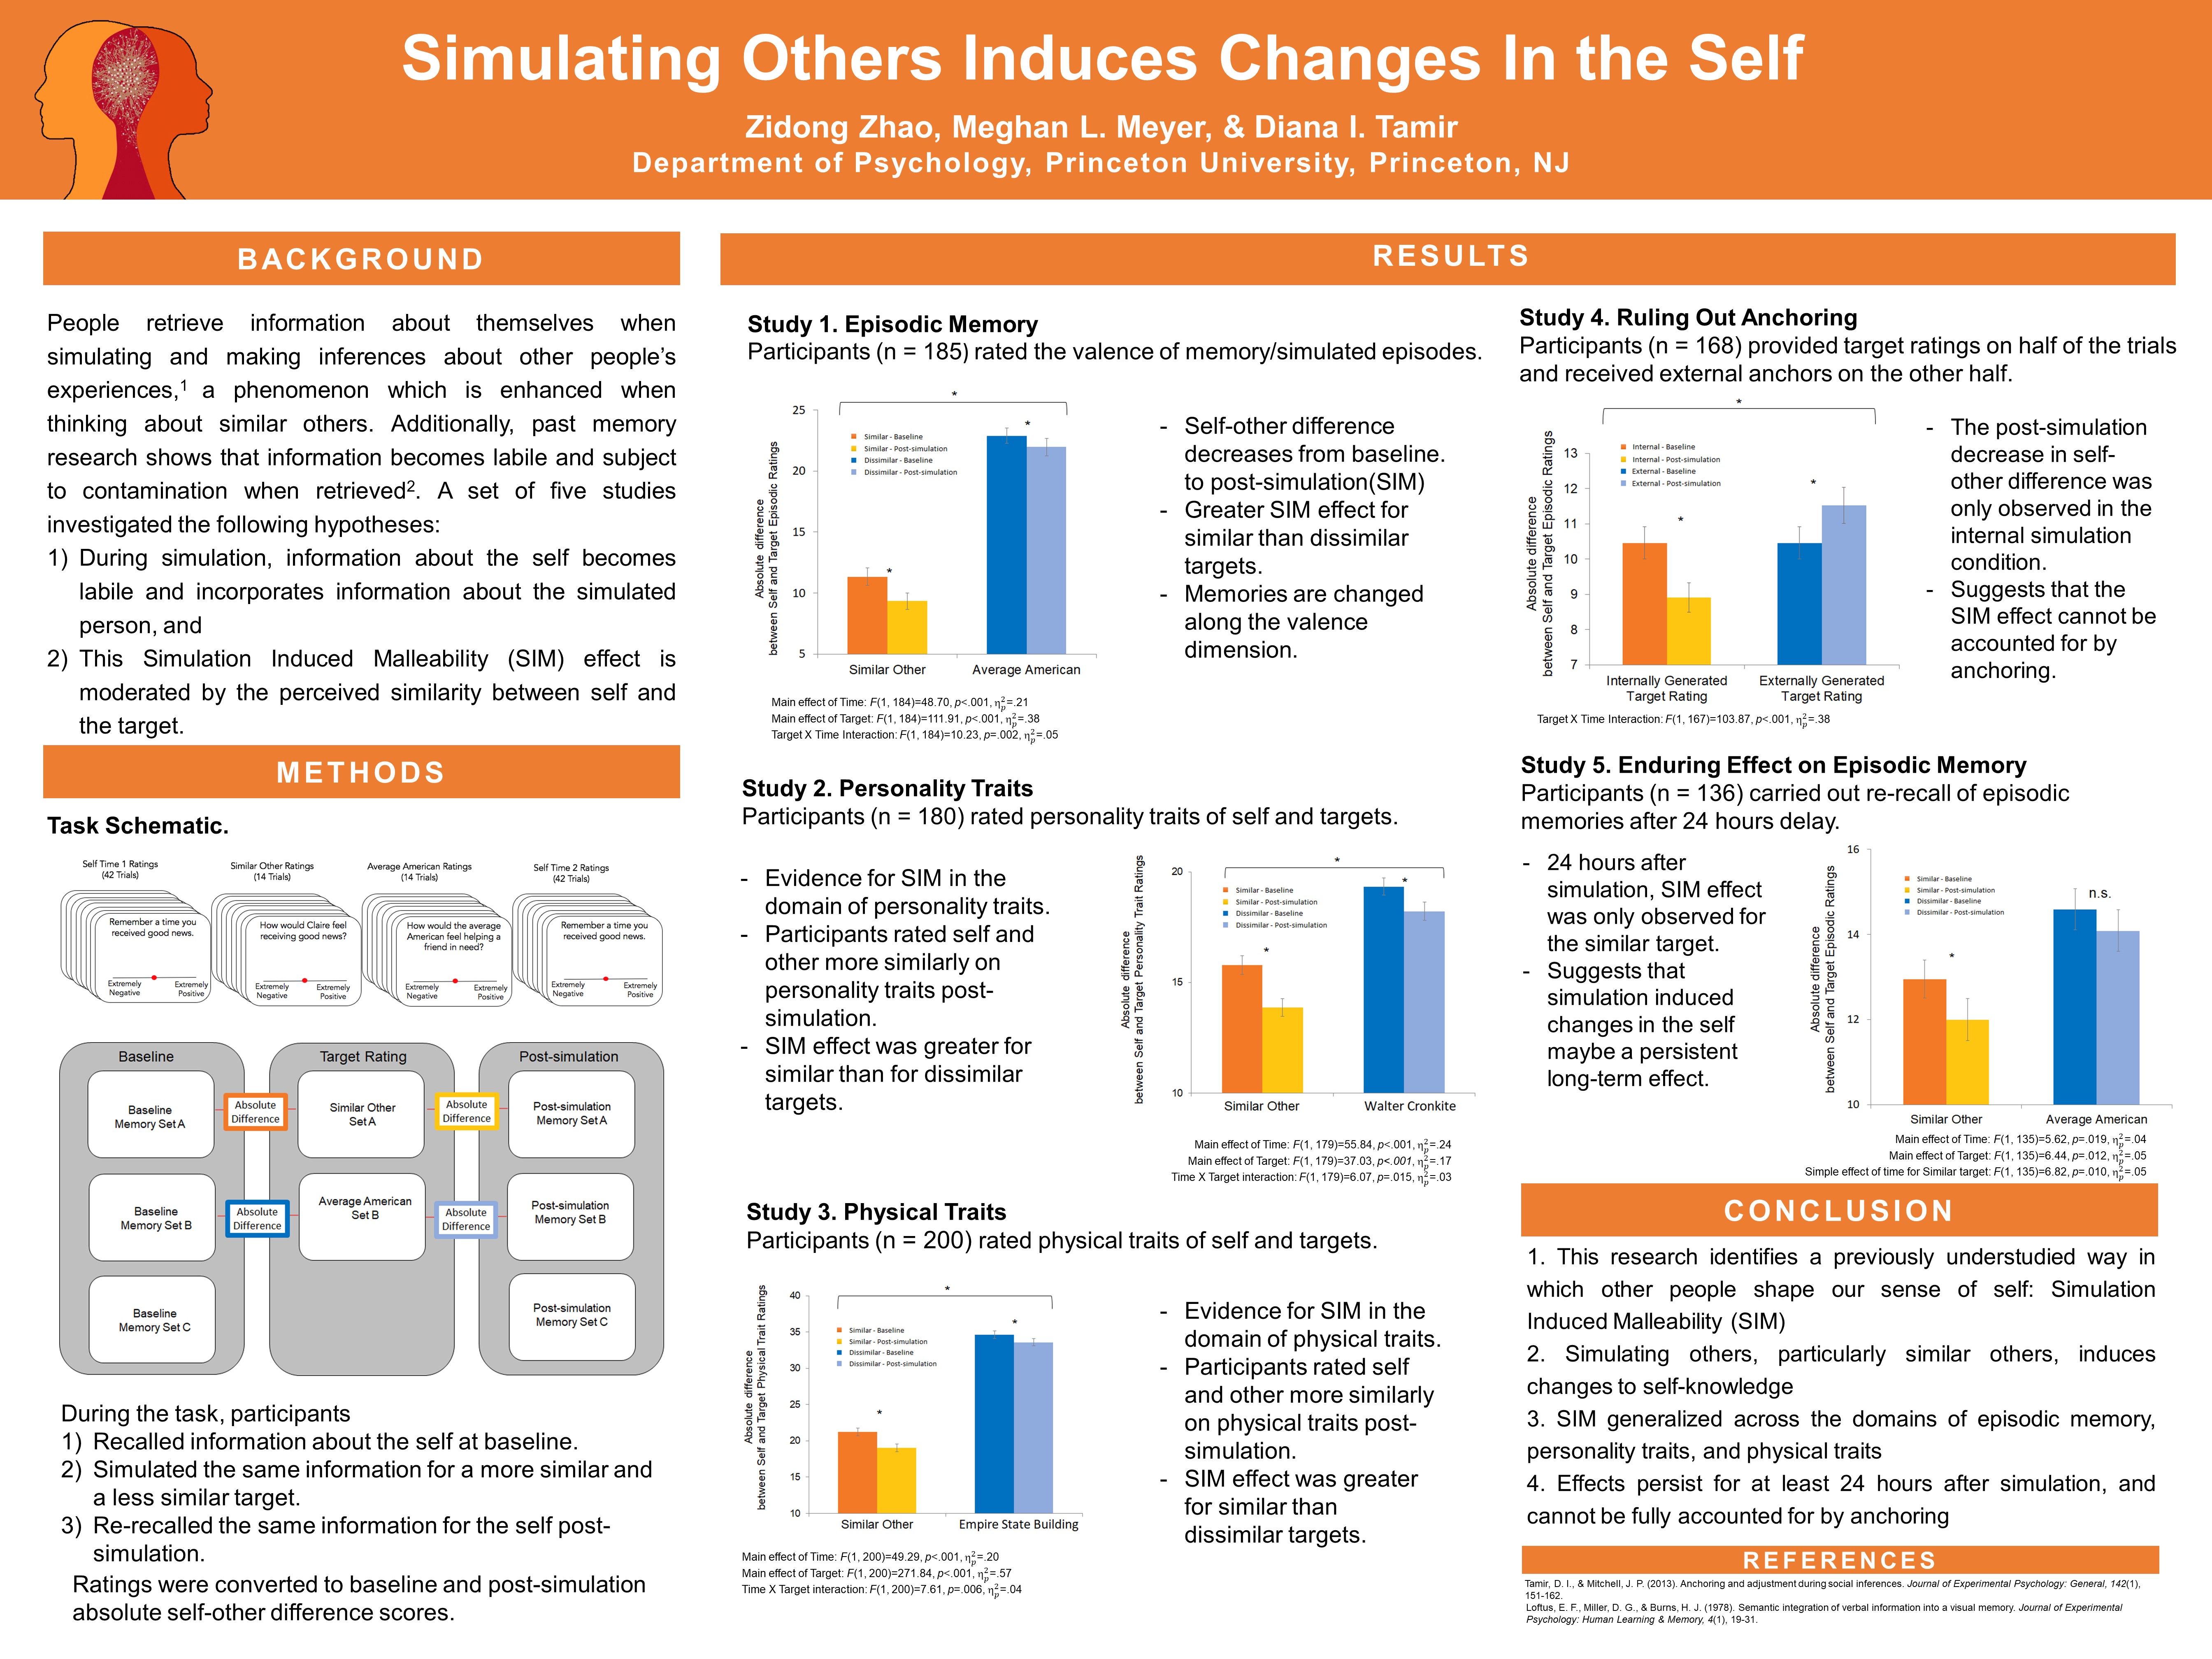 Simulating Others Induces Changes In the Self
Zidong Zhao, Meghan L. Meyer, & Diana I. Tamir
Department of Psychology, Princeton University, Princeton, NJ
BACKGROUND
People retrieve information about themselves when
simulating and making inferences about other people's
experiences,1 a phenomenon which is enhanced when
thinking about similar others. Additionally, past memory
research shows that information becomes labile and subject
to contamination when retrieved2. A set of five studies
investigated the following hypotheses:
1) During simulation, information about the self becomes
labile and incorporates information about the simulated
person, and
2) This Simulation Induced Malleability (SIM) effect is
moderated by the perceived similarity between self and
the target.
METHODS
Task Schematic.
Self Time 1 Ratings
(42 Trials)
Similar Other Ratings
(14 Trials)
Average American Ratings
(14 Trials)
Self Time 2 Ratings
(42 Trials)
Remember a time you
received good news.
Extremely
Negative
Extremely
Positive
How would Claire feel
receiving good news?
Extremely
Negative
Extremely
Positive
How would the average
American feel helping a
friend in need?
Extremely
Negative
Extremely
Positive
Remember a time you
received good news.
Extremely
Negative
Extremely
Positive
Baseline
Target Rating
Post-simulation
Baseline
Memory Set A
Absolute
Difference
Similar Other
Set A
Absolute
Difference
Post-simulation
Memory Set A
Baseline
Memory Set B
Absolute
Difference
Average American
Set B
Absolute
Difference
Post-simulation
Memory Set B
Baseline
Memory Set C
Post-simulation
Memory Set C
During the task, participants
1) Recalled information about the self at baseline.
2) Simulated the same information for a more similar and
a less similar target.
3) Re-recalled the same information for the self post-
simulation.
Ratings were converted to baseline and post-simulation
absolute self-other difference scores.
RESULTS
Study 1. Episodic Memory
Participants (n = 185) rated the valence of memory/simulated episodes.
Absolute difference
between Self and Target Episodic Ratings
25
20
15
10
5
*
*
*
Similar - Baseline
Similar - Post-simulation
Dissimilar - Baseline
Dissimilar - Post-simulation
Similar Other
Average American
Main effect of Time: F(1, 184)=48.70, p<.001, η²p=.21
Main effect of Target: F(1, 184)=111.91, p<.001, η²p=.38
Target X Time Interaction: F(1, 184)=10.23, p=.002, η²p=.05
- Self-other difference
decreases from baseline.
to post-simulation(SIM)
- Greater SIM effect for
similar than dissimilar
targets.
- Memories are changed
along the valence
dimension.
Study 2. Personality Traits
Participants (n = 180) rated personality traits of self and targets.
- Evidence for SIM in the
domain of personality traits.
- Participants rated self and
other more similarly on
personality traits post-
simulation.
- SIM effect was greater for
similar than for dissimilar
targets.
Absolute difference
between Self and Target Personality Trait Ratings
20
15
10
*
*
*
Similar - Baseline
Similar - Post-simulation
Dissimilar - Baseline
Dissimilar - Post-simulation
Similar Other
Walter Cronkite
Main effect of Time: F(1, 179)=55.84, p<.001, η²p=.24
Main effect of Target: F(1, 179)=37.03, p<.001, η²p=.17
Time X Target interaction: F(1, 179)=6.07, p=.015, η²p=.03
Study 3. Physical Traits
Participants (n = 200) rated physical traits of self and targets.
Absolute difference
between Self and Target Physical Trait Ratings
40
35
30
25
20
15
10
*
*
*
Similar - Baseline
Similar - Post-simulation
Dissimilar - Baseline
Dissimilar - Post-simulation
Similar Other
Empire State Building
Main effect of Time: F(1, 200)=49.29, p<.001, η²p=.20
Main effect of Target: F(1, 200)=271.84, p<.001, η²p=.57
Time X Target interaction: F(1, 200)=7.61, p=.006, η²p=.04
- Evidence for SIM in the
domain of physical traits.
- Participants rated self
and other more similarly
on physical traits post-
simulation.
- SIM effect was greater
for similar than
dissimilar targets.
Study 4. Ruling Out Anchoring
Participants (n = 168) provided target ratings on half of the trials
and received external anchors on the other half.
Absolute difference
between Self and Target Episodic Ratings
13
12
11
10
9
8
7
*
*
*
Internal - Baseline
Internal - Post-simulation
External - Baseline
External - Post-simulation
Internally Generated
Target Rating
Externally Generated
Target Rating
Target X Time Interaction: F(1, 167)=103.87, p<.001, η²p=.38
- The post-simulation
decrease in self-
other difference was
only observed in the
internal simulation
condition.
- Suggests that the
SIM effect cannot be
accounted for by
anchoring.
Study 5. Enduring Effect on Episodic Memory
Participants (n = 136) carried out re-recall of episodic
memories after 24 hours delay.
- 24 hours after
simulation, SIM effect
was only observed for
the similar target.
- Suggests that
simulation induced
changes in the self
maybe a persistent
long-term effect.
Absolute difference
between Self and Target Episodic Ratings
16
14
12
10
*
n.s.
Similar - Baseline
Similar - Post-simulation
Dissimilar - Baseline
Dissimilar - Post-simulation
Similar Other
Average American
Main effect of Time: F(1, 135)=5.62, p=.019, η²p=.04
Main effect of Target: F(1, 135)=6.44, p=.012, η²p=.05
Simple effect of time for Similar target: F(1, 135)=6.82, p=.010, η²p=.05
CONCLUSION
1. This research identifies a previously understudied way in
which other people shape our sense of self: Simulation
Induced Malleability (SIM)
2. Simulating others, particularly similar others, induces
changes to self-knowledge
3. SIM generalized across the domains of episodic memory,
personality traits, and physical traits
4. Effects persist for at least 24 hours after simulation, and
cannot be fully accounted for by anchoring
REFERENCES
Tamir, D. I., & Mitchell, J. P. (2013). Anchoring and adjustment during social inferences. Journal of Experimental Psychology: General, 142(1),
151-162.
Loftus, E. F., Miller, D. G., & Burns, H. J. (1978). Semantic integration of verbal information into a visual memory. Journal of Experimental
Psychology: Human Learning & Memory, 4(1), 19-31.